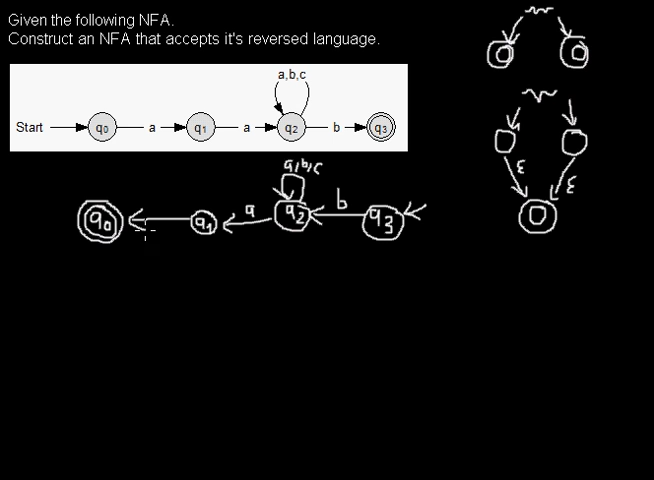 Given the following NFA.
Construct an NFA that accepts it's reversed language.
a,b,c
Start q0 a q1 a q2 b q3
ε ε
a,b,c
q0 q1 a q2 b q3